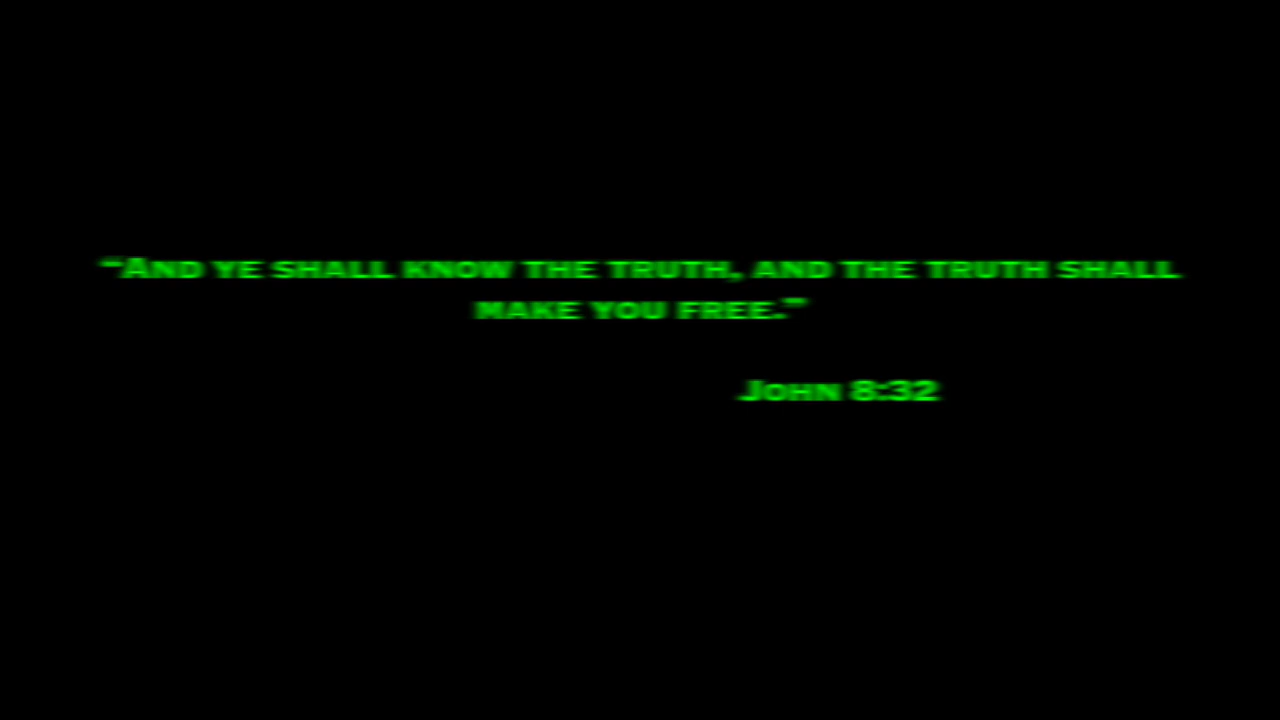 “And ye shall know the truth, and the truth shall
make you free.”
John 8:32